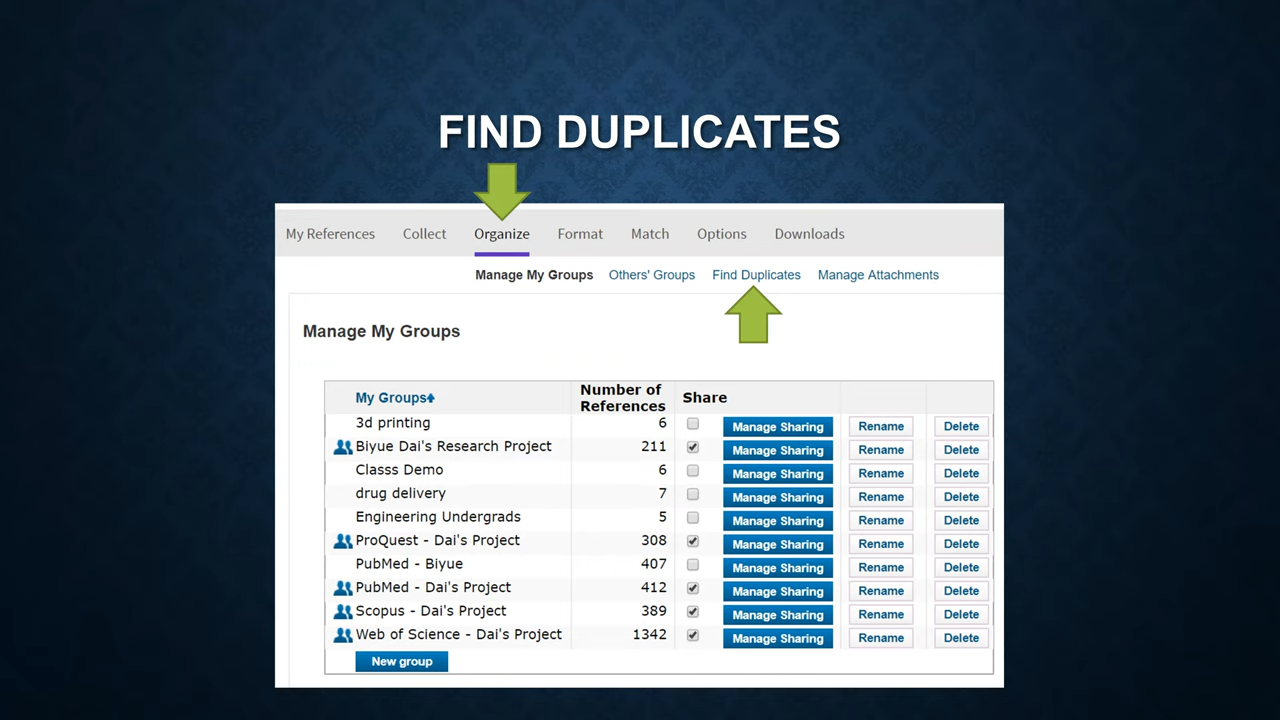 FIND DUPLICATES
My References Collect Organize Format Match Options Downloads
Manage My Groups Others' Groups Find Duplicates Manage Attachments
Manage My Groups
My Groups Number of References Share
3d printing 6 Manage Sharing Rename Delete
Biyue Dai's Research Project 211 Manage Sharing Rename Delete
Classs Demo 6 Manage Sharing Rename Delete
drug delivery 7 Manage Sharing Rename Delete
Engineering Undergrads 5 Manage Sharing Rename Delete
ProQuest - Dai's Project 308 Manage Sharing Rename Delete
PubMed - Biyue 407 Manage Sharing Rename Delete
PubMed - Dai's Project 412 Manage Sharing Rename Delete
Scopus - Dai's Project 389 Manage Sharing Rename Delete
Web of Science - Dai's Project 1342 Manage Sharing Rename Delete
New group